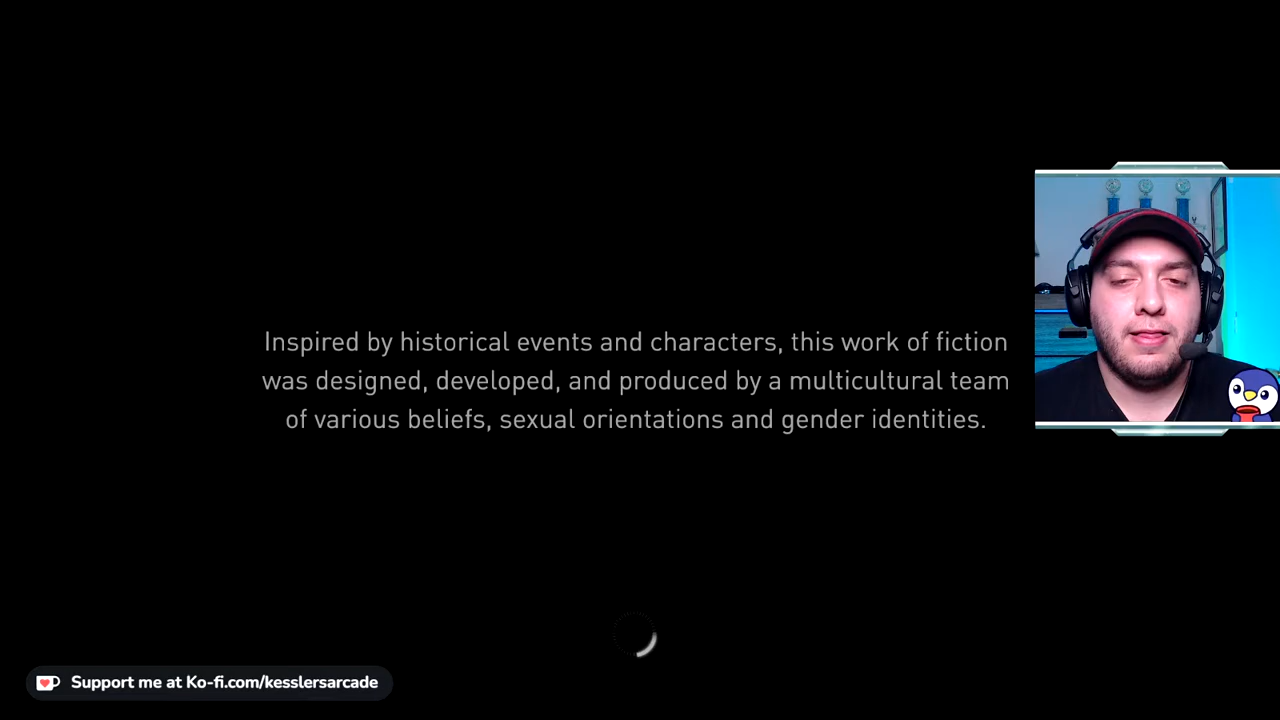 Inspired by historical events and characters, this work of fiction
was designed, developed, and produced by a multicultural team
of various beliefs, sexual orientations and gender identities.
Support me at Ko-fi.com/kesslersarcade